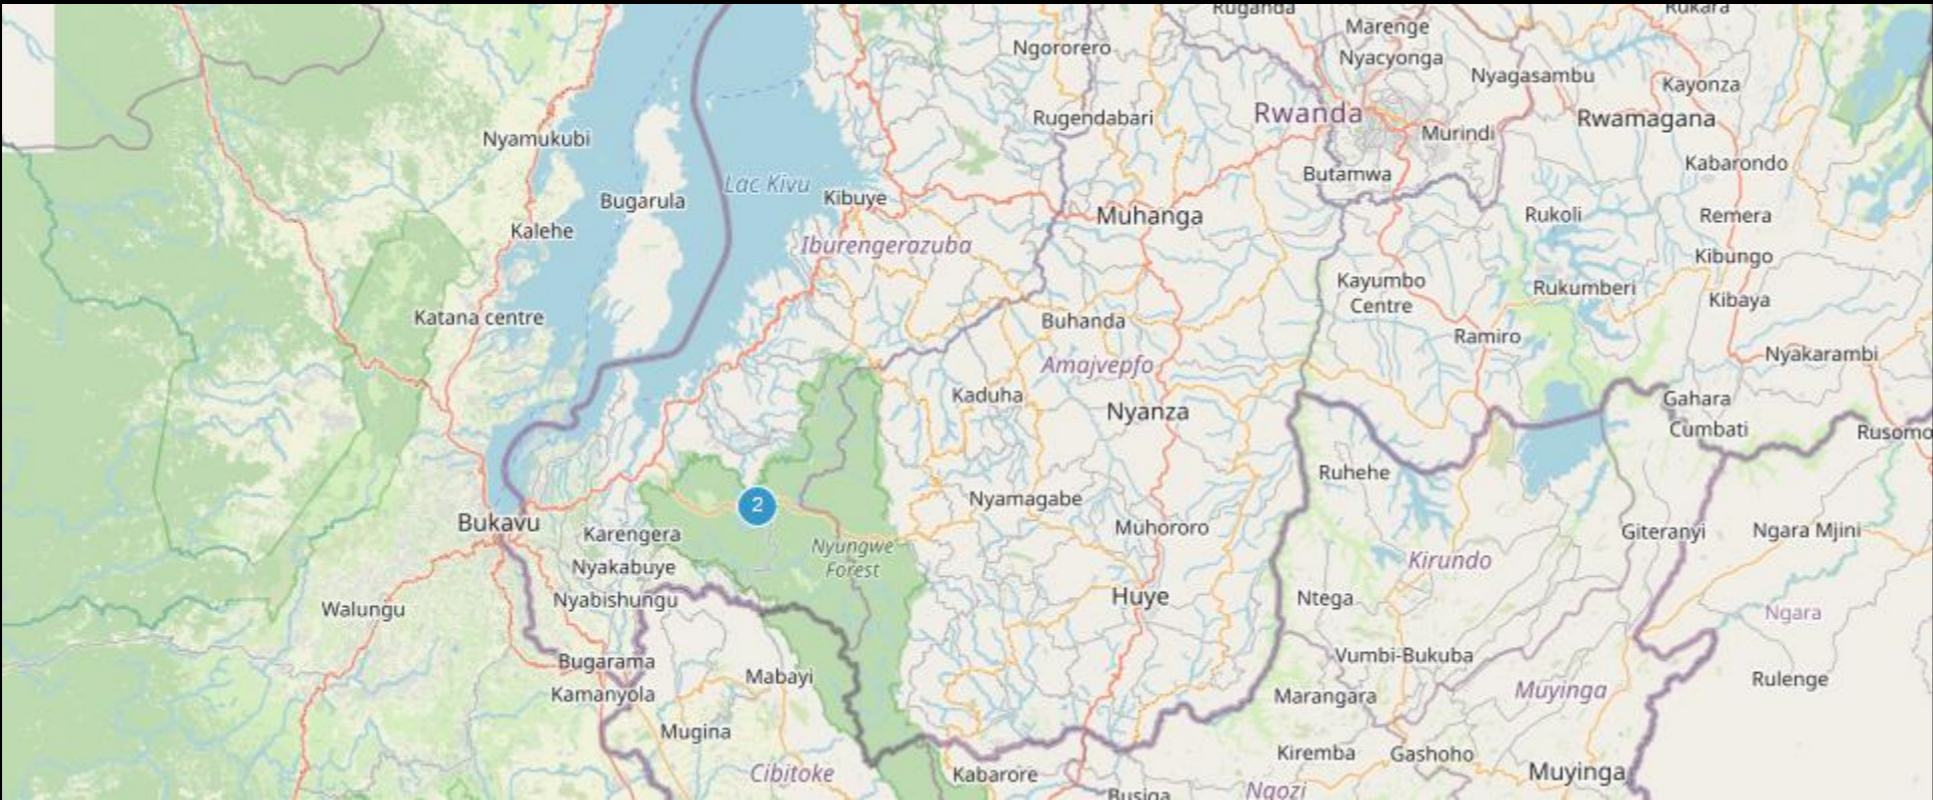 Ruganda
Rukara
Marenge
Ngororero
Nyacyonga
Nyagasambu
Kayonza
Rwanda
Rugendabari
Rwamagana
Murindi
Nyamukubi
Kabarondo
Butamwa
Lac Kivu
Bugarula
Kibuye
Muhanga
Rukoli
Remera
Kalehe
Iburengerazuba
Kibungo
Kayumbo
Centre
Rukumberi
Kibaya
Katana centre
Buhanda
Ramiro
Nyakarambi
Amajyepfo
Kaduha
Gahara
Nyanza
Cumbati
Rusomo
Ruhehe
2
Nyamagabe
Bukavu
Muhororo
Karengera
Giteranyi
Ngara Mjini
Nyungwe
Forest
Kirundo
Nyakabuye
Huye
Ntega
Nyabishungu
Walungu
Ngara
Bugarama
Vumbi-Bukuba
Mabayi
Rulenge
Kamanyola
Marangara
Muyinga
Mugina
Kiremba
Gashoho
Cibitoke
Kabarore
Muyinga
Busiga
Ngozi